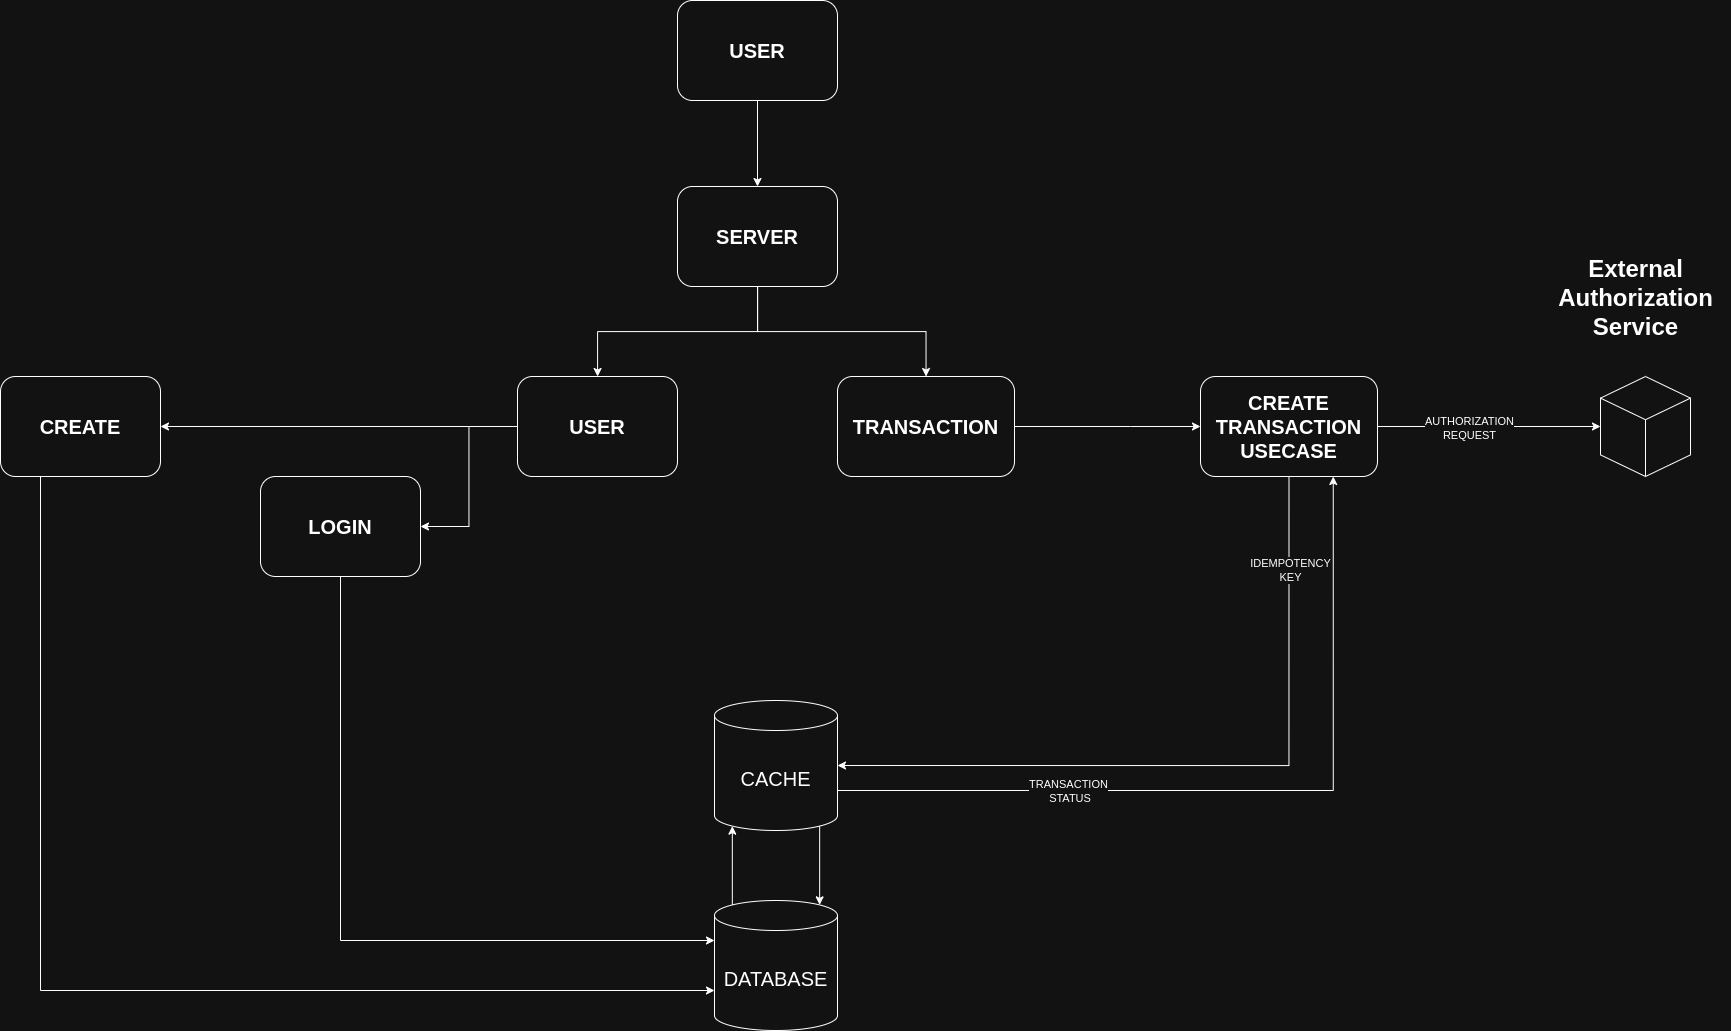 USER
SERVER
External
Authorization
Service
CREATE
USER
TRANSACTION
CREATE
TRANSACTION
USECASE
AUTHORIZATION
REQUEST
LOGIN
IDEMPOTENCY
KEY
CACHE
TRANSACTION
STATUS
DATABASE